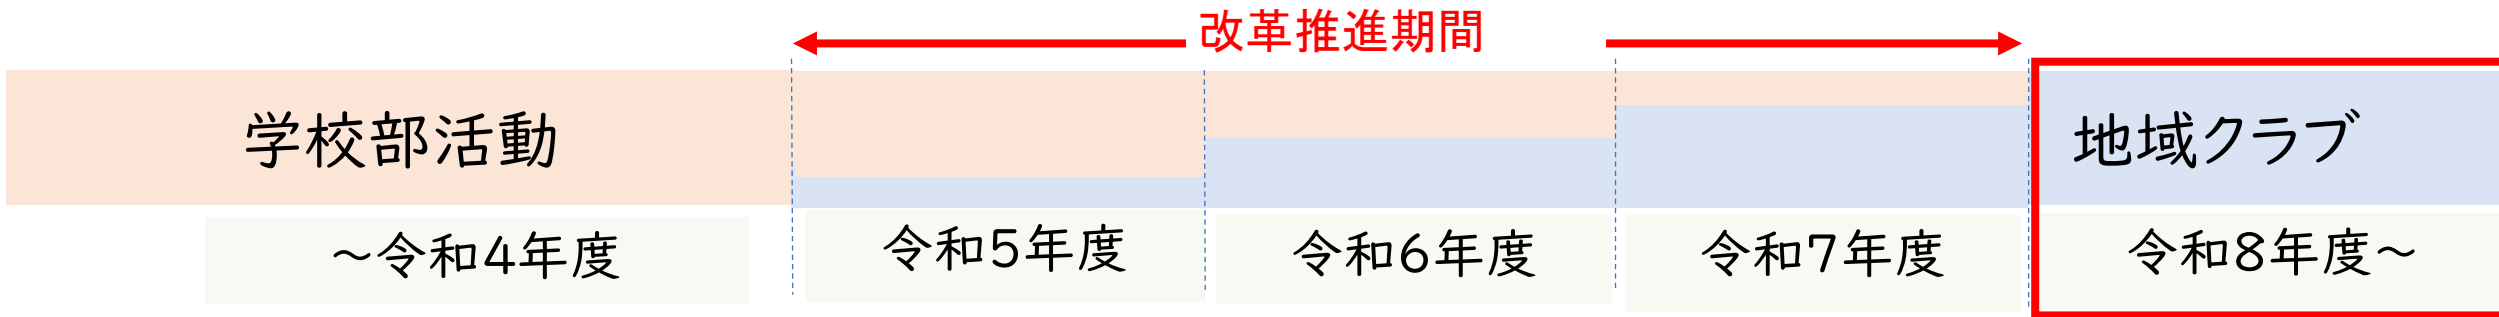 改革推進期間
学校部活動
地域クラブ
～令和４年度
令和５年度
令和６年度
令和７年度
令和８年度～